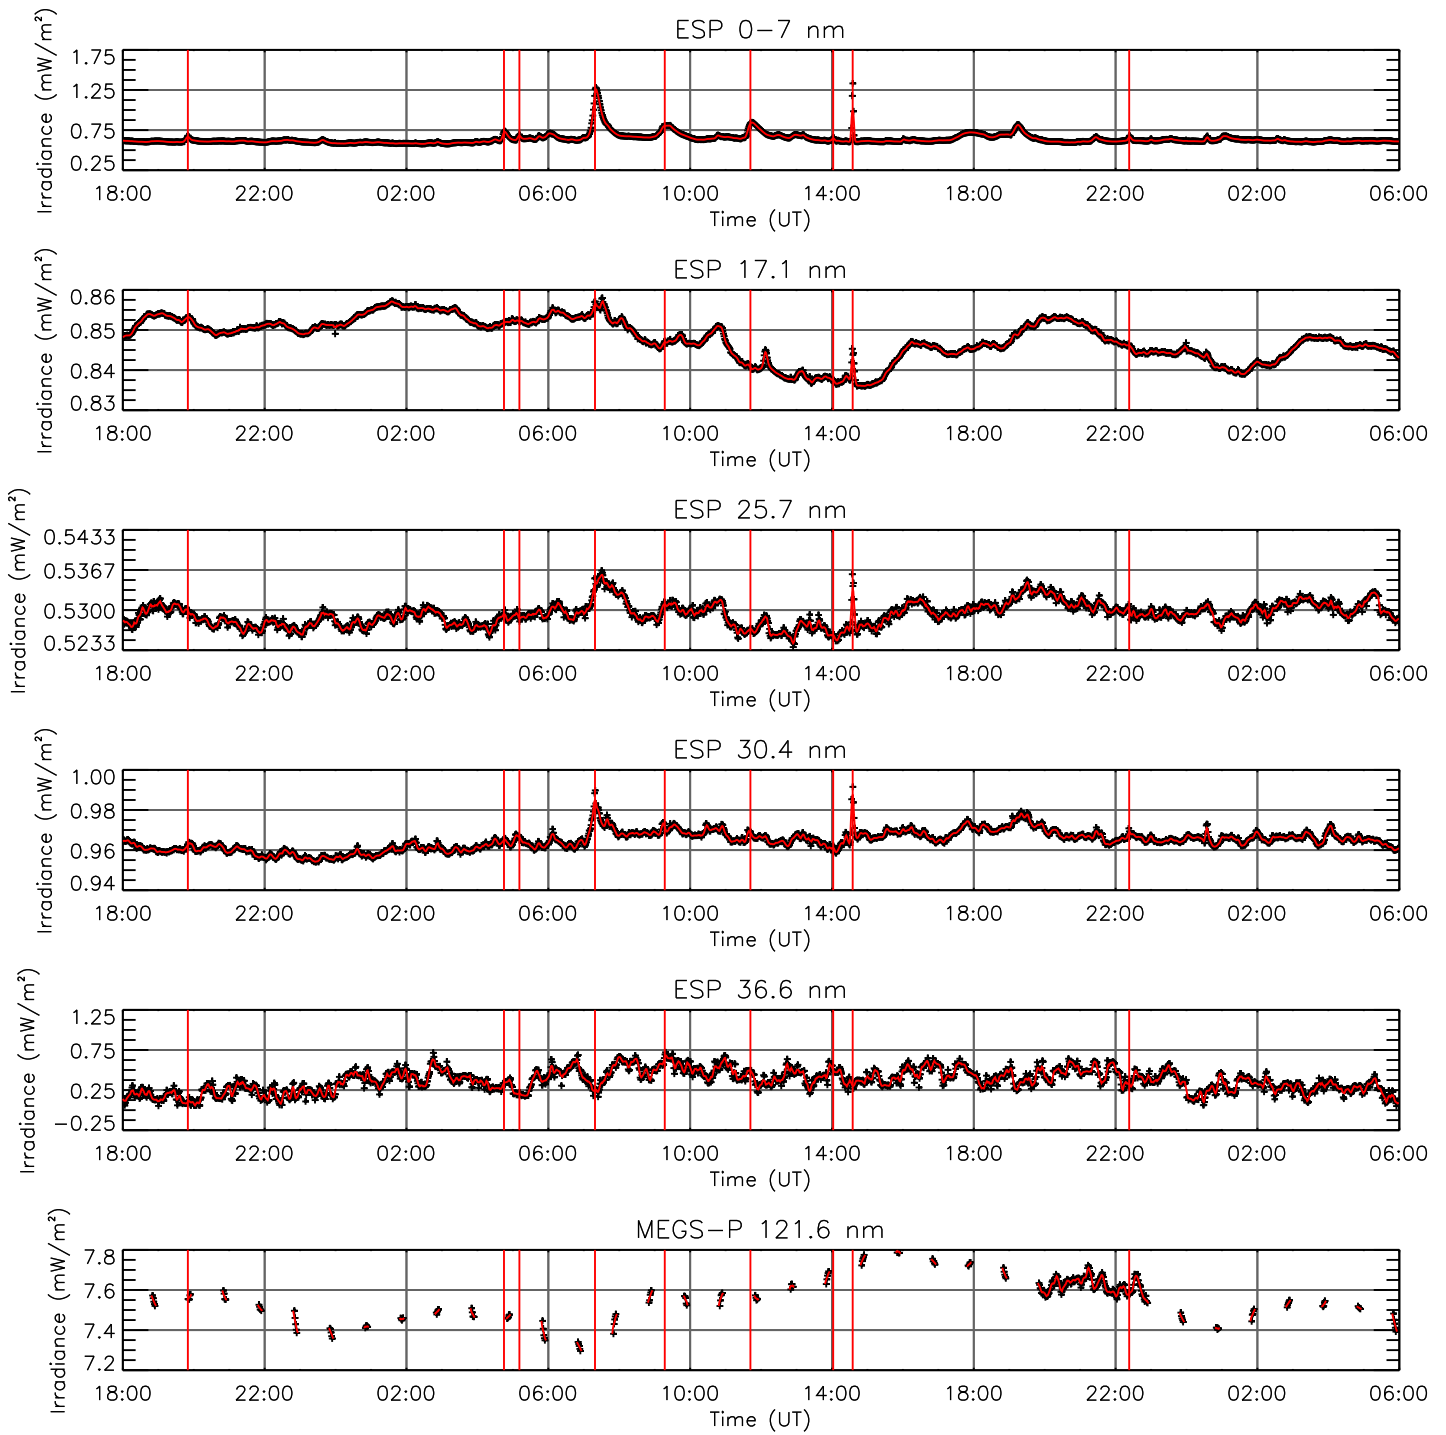 ESP 0-7 nm
Irradiance (mW/m²)
1.75
1.25
0.75
0.25
18:00 22:00 02:00 06:00 10:00 14:00 18:00 22:00 02:00 06:00
Time (UT)
ESP 17.1 nm
Irradiance (mW/m²)
0.86
0.85
0.84
0.83
18:00 22:00 02:00 06:00 10:00 14:00 18:00 22:00 02:00 06:00
Time (UT)
ESP 25.7 nm
Irradiance (mW/m²)
0.5433
0.5367
0.5300
0.5233
18:00 22:00 02:00 06:00 10:00 14:00 18:00 22:00 02:00 06:00
Time (UT)
ESP 30.4 nm
Irradiance (mW/m²)
1.00
0.98
0.96
0.94
18:00 22:00 02:00 06:00 10:00 14:00 18:00 22:00 02:00 06:00
Time (UT)
ESP 36.6 nm
Irradiance (mW/m²)
1.25
0.75
0.25
-0.25
18:00 22:00 02:00 06:00 10:00 14:00 18:00 22:00 02:00 06:00
Time (UT)
MEGS-P 121.6 nm
Irradiance (mW/m²)
7.8
7.6
7.4
7.2
18:00 22:00 02:00 06:00 10:00 14:00 18:00 22:00 02:00 06:00
Time (UT)